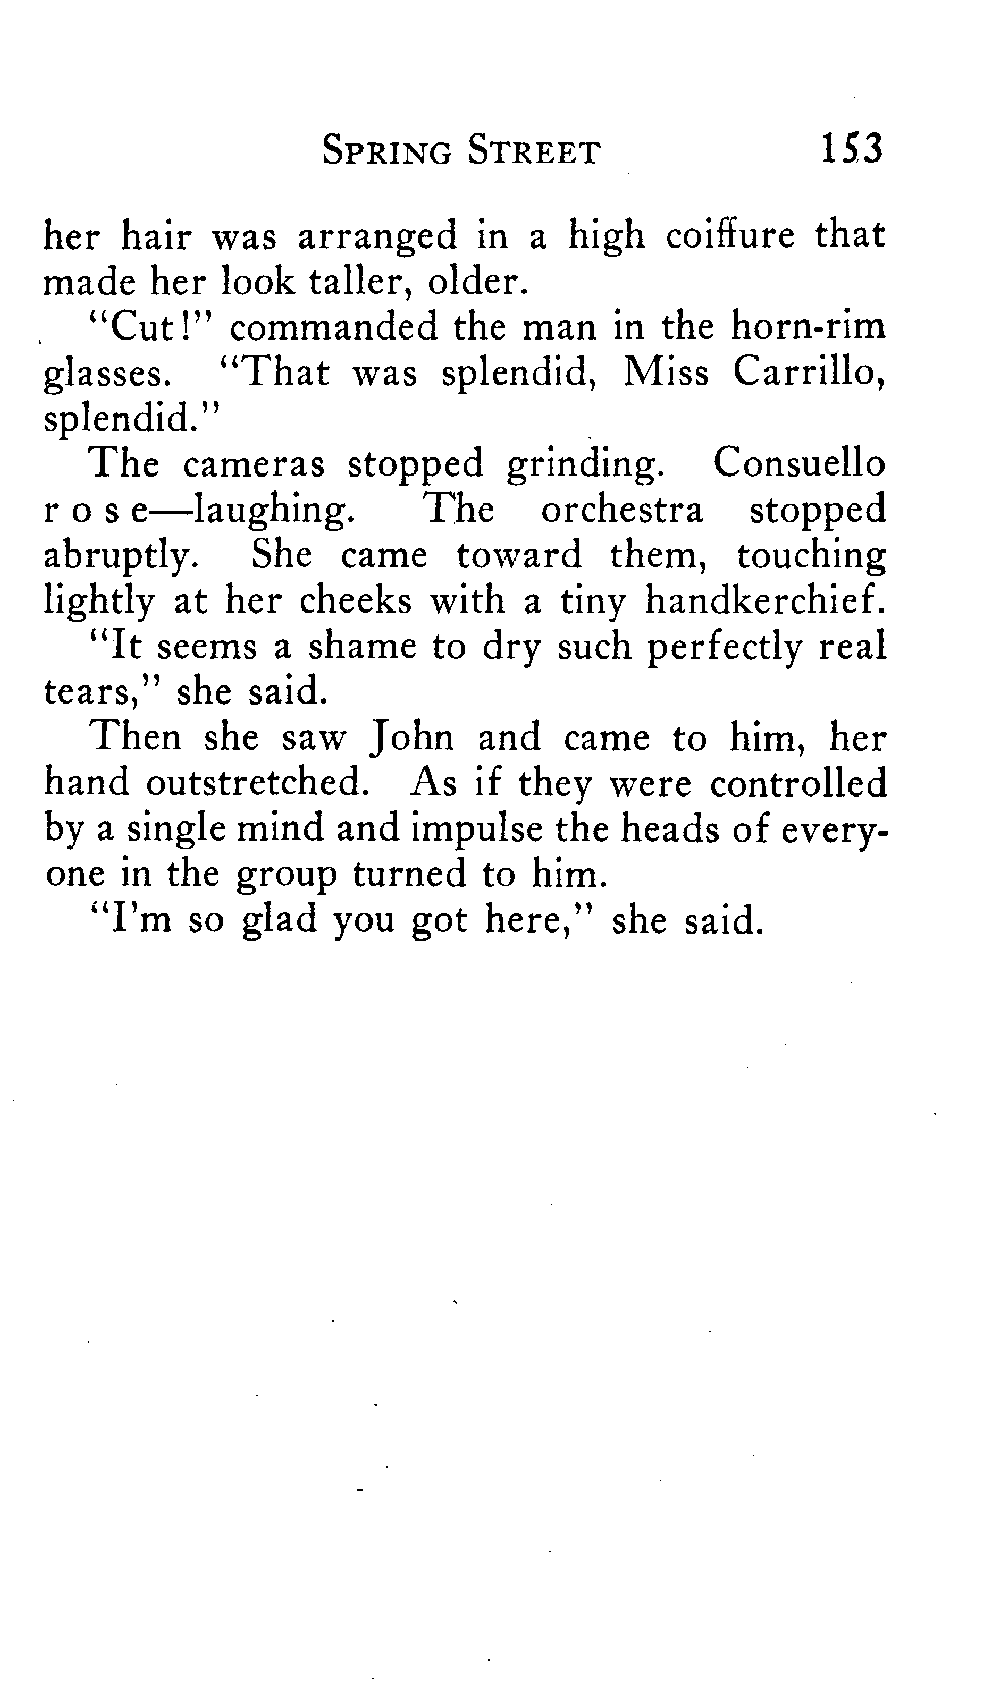 SPRING STREET 153
her hair was arranged in a high coiffure that
made her look taller, older.
“Cut!” commanded the man in the horn-rim
glasses. “That was splendid, Miss Carrillo,
splendid.”
The cameras stopped grinding. Consuello
r o s e—laughing. The orchestra stopped
abruptly. She came toward them, touching
lightly at her cheeks with a tiny handkerchief.
“It seems a shame to dry such perfectly real
tears,” she said.
Then she saw John and came to him, her
hand outstretched. As if they were controlled
by a single mind and impulse the heads of every-
one in the group turned to him.
“I'm so glad you got here,” she said.